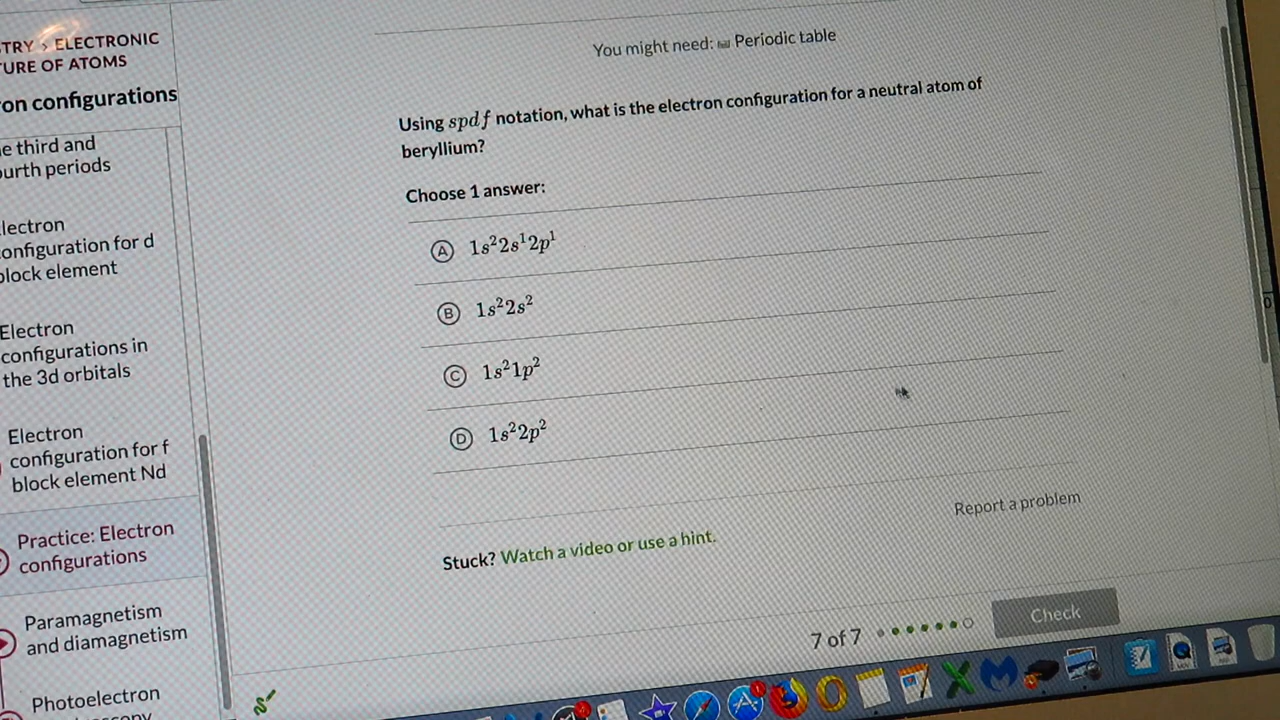 TRY > ELECTRONIC
URE OF ATOMS
on configurations
e third and
urth periods
lectron
onfiguration for d
lock element
Electron
configurations in
the 3d orbitals
Electron
configuration for f
block element Nd
Practice: Electron
configurations
Paramagnetism
and diamagnetism
Photoelectron
You might need: Periodic table
Using spdf notation, what is the electron configuration for a neutral atom of
beryllium?
Choose 1 answer:
A 1s²2s¹2p¹
B 1s²2s²
C 1s²1p²
D 1s²2p²
Report a problem
Stuck? Watch a video or use a hint.
7 of 7
Check